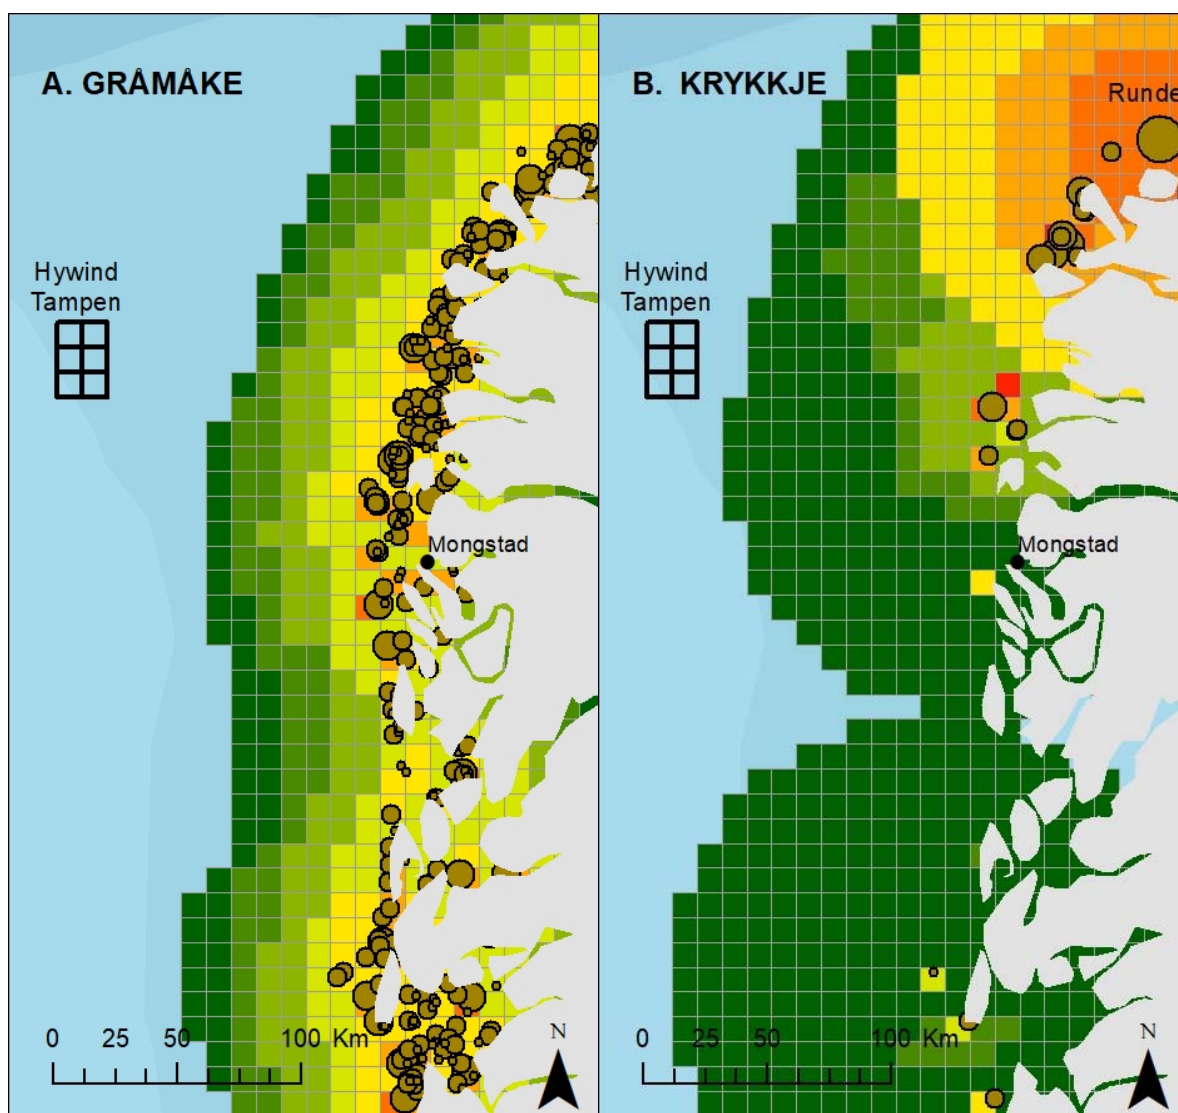 A. GRÅMÅKE
Hywind
Tampen
Mongstad
0 25 50 100 Km
N
B. KRYKKJE
Runde
Hywind
Tampen
Mongstad
0 25 50 100 Km
N